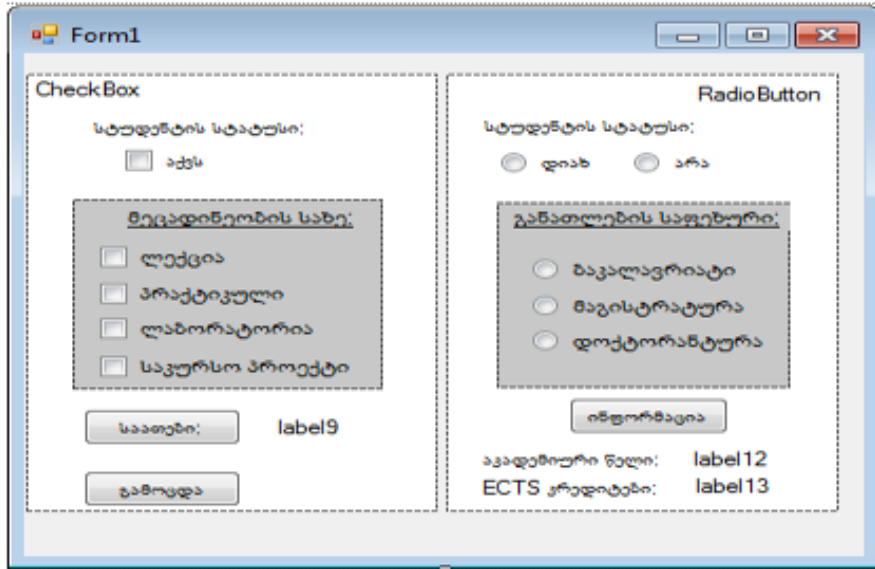 Form1
CheckBox
სტუდენტის სტატუსი:
აქვს
მეცადინეობის სახე:
ლექცია
პრაქტიკული
ლაბორატორია
საკურსო პროექტი
საათები:
label9
გამოცდა
RadioButton
სტუდენტის სტატუსი:
დიახ
არა
განათლების საფეხური:
ბაკალავრიატი
მაგისტრატურა
დოქტორანტურა
ინფორმაცია
აკადემიური წელი: label12
ECTS კრედიტები: label13